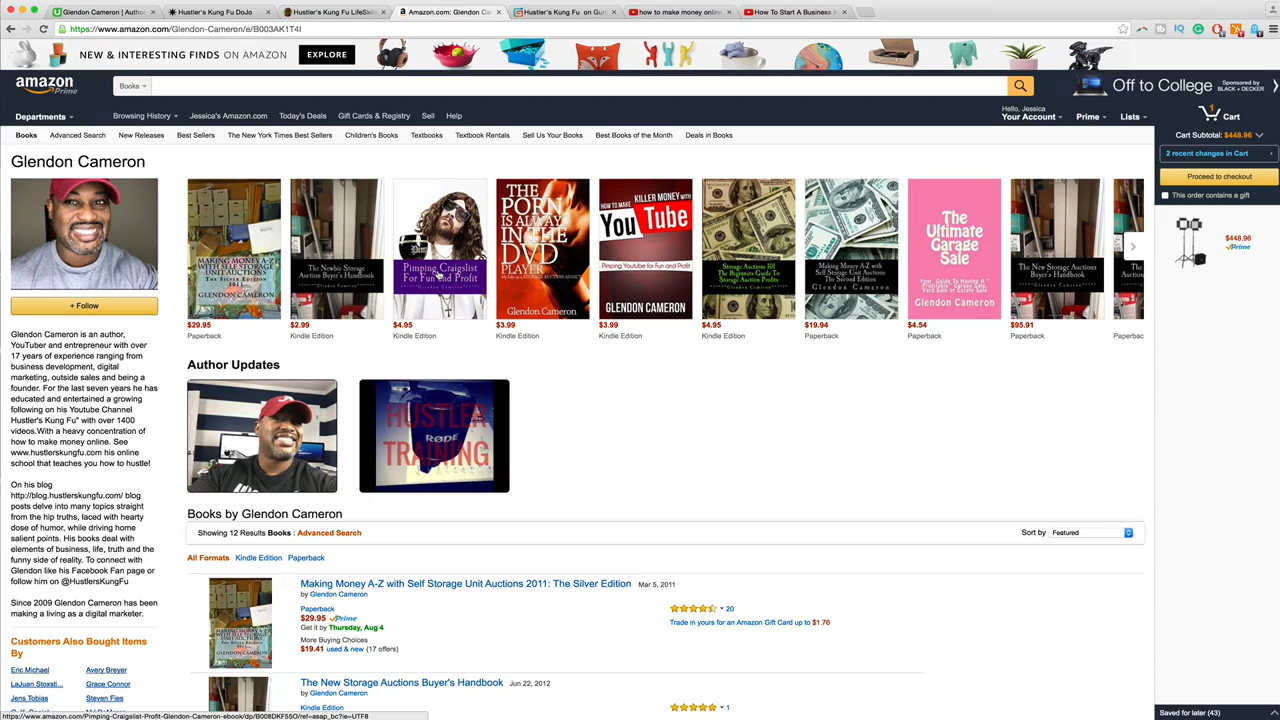 Glendon Cameron | Author
Hustler's Kung Fu DoJo
Hustler's Kung Fu LifeSkills
Amazon.com: Glendon Cam
Hustler's Kung Fu on Gum
how to make money online
How To Start A Business
https://www.amazon.com/Glendon-Cameron/e/B003AK1T4I
NEW & INTERESTING FINDS ON AMAZON EXPLORE
amazon Prime
Books
Off to College
Sponsored by BLACK + DECKER
Departments
Browsing History
Jessica's Amazon.com
Today's Deals
Gift Cards & Registry
Sell
Help
Hello, Jessica
Your Account
Prime
Lists
1
Cart
Books
Advanced Search
New Releases
Best Sellers
The New York Times Best Sellers
Children's Books
Textbooks
Textbook Rentals
Sell Us Your Books
Best Books of the Month
Deals in Books
Cart Subtotal: $448.96
2 recent changes in Cart
Proceed to checkout
This order contains a gift
$448.96
Prime
Glendon Cameron
+ Follow
Glendon Cameron is an author,
YouTuber and entrepreneur with over
17 years of experience ranging from
business development, digital
marketing, outside sales and being a
founder. For the last seven years he has
educated and entertained a growing
following on his Youtube Channel
Hustler's Kung Fu" with over 1400
videos.With a heavy concentration of
how to make money online. See
www.hustlerskungfu.com his online
school that teaches you how to hustle!
On his blog
http://blog.hustlerskungfu.com/ blog
posts delve into many topics straight
from the hip truths, laced with hearty
dose of humor, while driving home
salient points. His books deal with
elements of business, life, truth and the
funny side of reality. To connect with
Glendon like his Facebook Fan page or
follow him on @HustlersKungFu
Since 2009 Glendon Cameron has been
making a living as a digital marketer.
Customers Also Bought Items
By
Eric Michael
Avery Breyer
LaJuan Stoxsti...
Grace Connor
Jens Tobias
Steven Fies
MAKING MONEY A-Z
WITH SELF STORAGE
UNIT AUCTIONS
GLENDON CAMERON
$29.95
Paperback
The Newbie Storage
Auction Buyer's Handbook
Glendon Cameron
$2.99
Kindle Edition
Pimping Craigslist
For Fun and Profit
$4.95
Kindle Edition
THE PORN
IS ALWAYS
IN THE
DVD
PLAYER
Glendon Cameron
$3.99
Kindle Edition
HOW TO MAKE KILLER MONEY WITH
YouTube
Pimping Youtube for Fun and Profit
GLENDON CAMERON
$3.99
Kindle Edition
Storage Auctions 101
The Beginners Guide To
Storage Auction Profits
Glendon Cameron
$4.95
Kindle Edition
Making Money A-Z with
Self Storage Unit Auctions
The Second Edition
Glendon Cameron
$19.94
Paperback
The
Ultimate
Garage
Sale
Glendon Cameron
$4.54
Paperback
The New Storage
Auctions Buyer's Handbook
Glendon Cameron
$95.91
Paperback
Paperbac
Author Updates
HUSTLER
TRAINING
RØDE
Books by Glendon Cameron
Showing 12 Results Books : Advanced Search
Sort by Featured
All Formats
Kindle Edition
Paperback
Making Money A-Z with Self Storage Unit Auctions 2011: The Silver Edition Mar 5, 2011
by Glendon Cameron
Paperback
$29.95 Prime
Get it by Thursday, Aug 4
More Buying Choices
$19.41 used & new (17 offers)
20
Trade in yours for an Amazon Gift Card up to $1.76
The New Storage Auctions Buyer's Handbook Jun 22, 2012
by Glendon Cameron
Kindle Edition
1
https://www.amazon.com/Pimping-Craigslist-Profit-Glendon-Cameron-ebook/dp/B008DKF55O/ref=asap_bc?ie=UTF8
Saved for later (43)